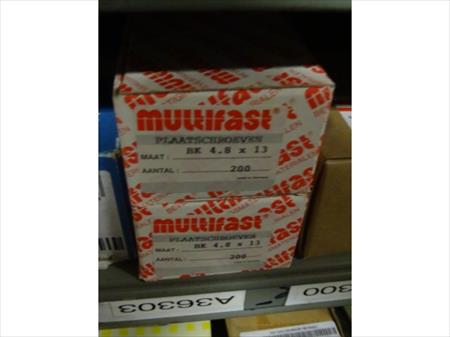 multifast®
PLAATSCHROEVEN
MAAT: BK 4.8 x 13
AANTAL: 200
multifast®
PLAATSCHROEVEN
MAAT: BK 4.8 x 13
AANTAL: 200
A36303
300